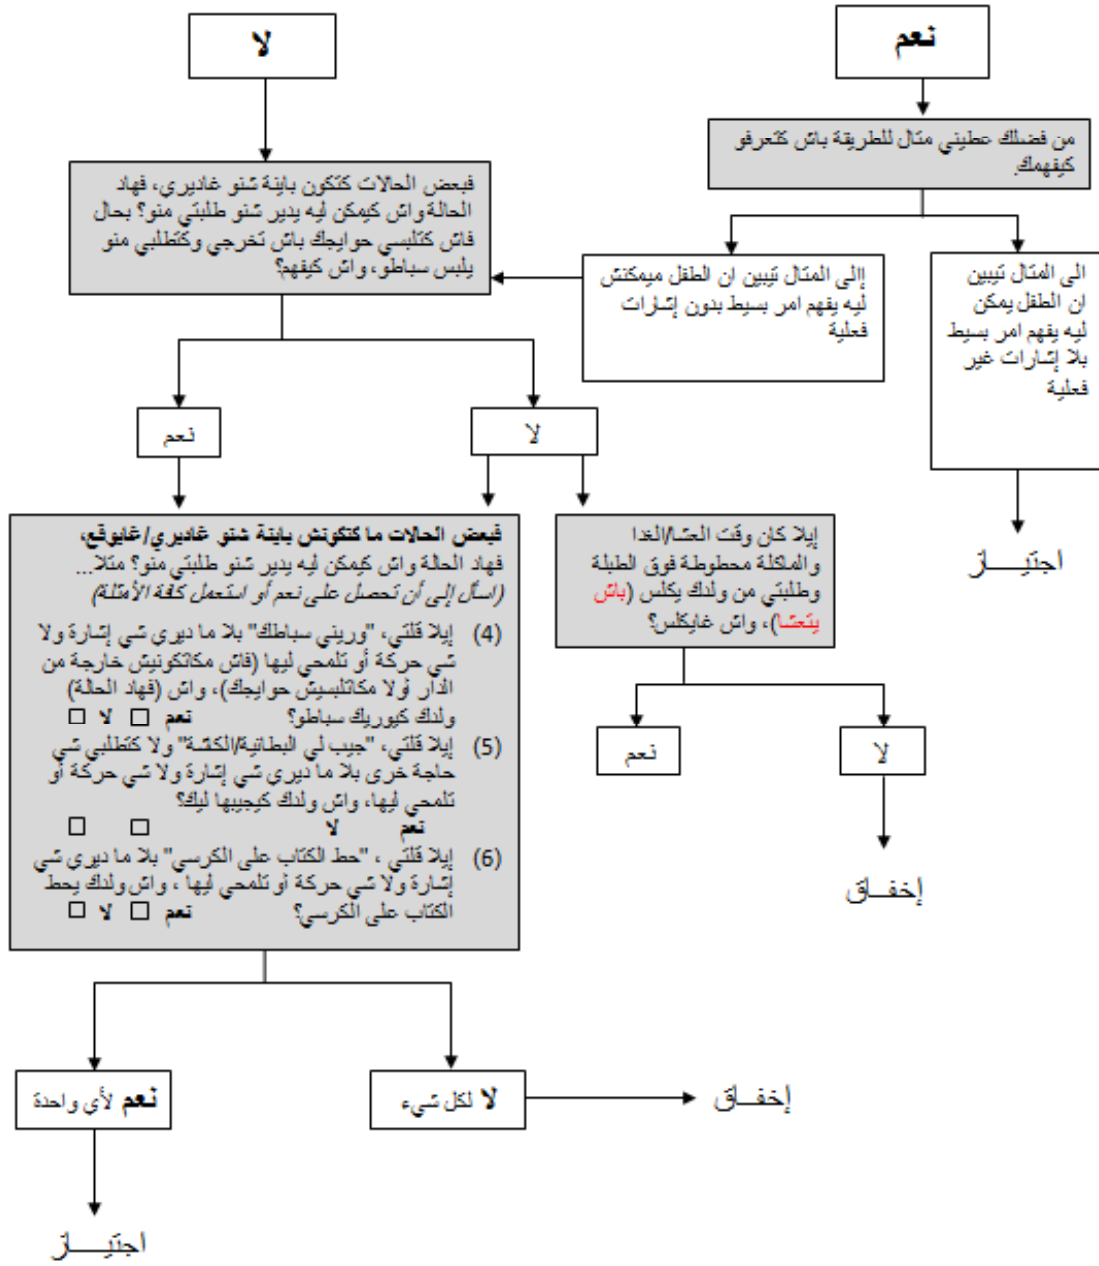 نعم
لا
من فضلك عطيني مثال للطريقة باش كتعرفو
كيفهمك.
فبعض الحالات كتكون باينة شنو غاديري، فهاد
الحالة واش كيمكن ليه يدير شنو طلبتي منو؟ بحال
فاش كتلبسي حوايجك باش تخرجي وكتطلبي منو
يلبس سباطو، واش كيفهم؟
الى المثال تيبين
ان الطفل يمكن
ليه يفهم امر بسيط
بلا إشارات غير
فعلية
إالى المثال تيبين ان الطفل ميمكنش
ليه يفهم امر بسيط بدون إشارات
فعلية
نعم
لا
اجتيـــاز
إيلا كان وقت العشا/الغدا
والماكلة محطوطة فوق الطبلة
وطلبتي من ولدك يكلس (باش
يتعشا)، واش غايكلس؟
فبعض الحالات ما كتكونش باينة شنو غاديري/غايوقع،
فهاد الحالة واش كيمكن ليه يدير شنو طلبتي منو؟ مثلا...
(اسأل إلى أن تحصل على نعم أو استعمل كافة الأمثلة)
(4) إيلا قلتي، "وريني سباطك" بلا ما ديري شي إشارة ولا
شي حركة أو تلمحي ليها (فاش مكاتكونيش خارجة من
الدار أولا مكاتلبسيش حوايجك)، واش (فهاد الحالة)
ولدك كيوريك سباطو؟ نعم □ لا □
(5) إيلا قلتي، "جيب لي البطانية/الكشة" ولا كتطلبي شي
حاجة خرى بلا ما ديري شي إشارة ولا شي حركة أو
تلمحي ليها، واش ولدك كيجيبها ليك؟
نعم لا □ □
(6) إيلا قلتي ، "حط الكتاب على الكرسي" بلا ما ديري شي
إشارة ولا شي حركة أو تلمحي ليها ، واش ولدك يحط
الكتاب على الكرسي؟ نعم □ لا □
لا
نعم
إخفــاق
لا لكل شيء
نعم لأي واحدة
إخفــاق
اجتيـــاز